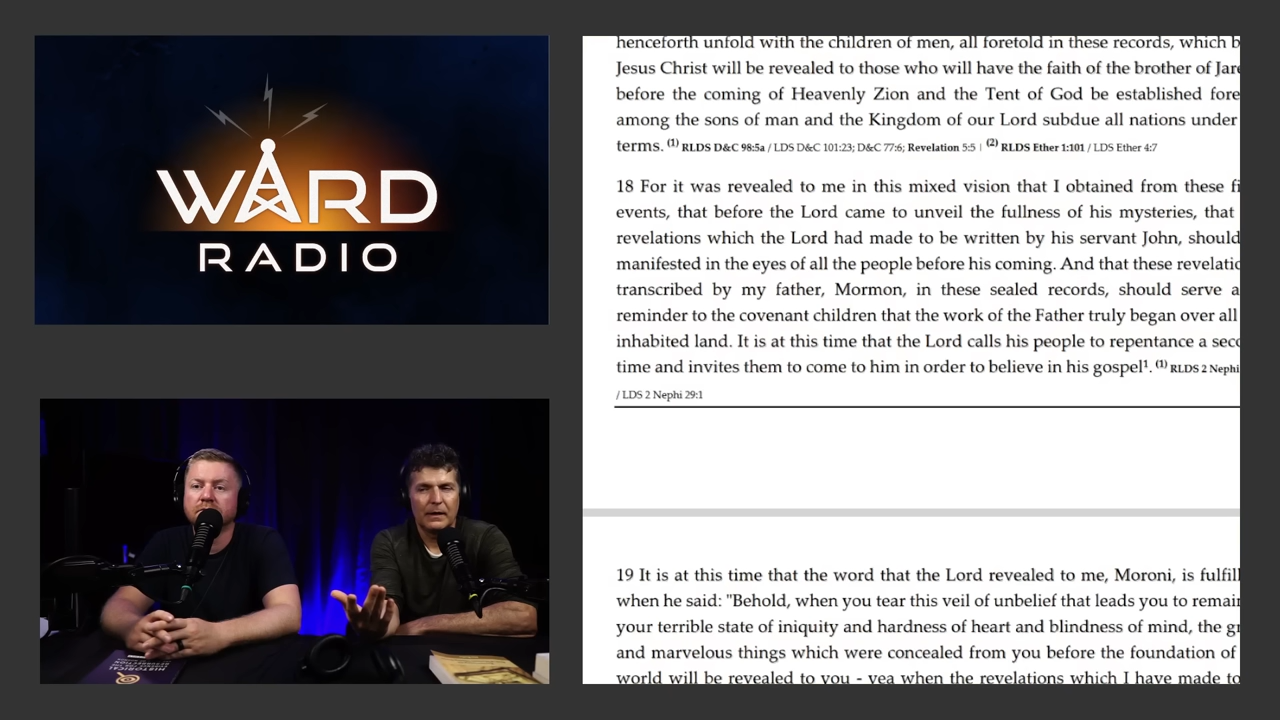 WARD
RADIO
henceforth unfold with the children of men, all foretold in these records, which
Jesus Christ will be revealed to those who will have the faith of the brother of
before the coming of Heavenly Zion and the Tent of God be established
among the sons of man and the Kingdom of our Lord subdue all nations under
terms. (1) RLDS D&C 98:5a / LDS D&C 101:23; D&C 77:6; Revelation 5:5 | (2) RLDS Ether 1:101 / LDS Ether 4:7
18 For it was revealed to me in this mixed vision that I obtained from these
events, that before the Lord came to unveil the fullness of his mysteries, that
revelations which the Lord had made to be written by his servant John, should
manifested in the eyes of all the people before his coming. And that these
transcribed by my father, Mormon, in these sealed records, should serve
reminder to the covenant children that the work of the Father truly began over all
inhabited land. It is at this time that the Lord calls his people to repentance a
time and invites them to come to him in order to believe in his gospel¹. (1) RLDS 2 Nephi
/ LDS 2 Nephi 29:1
19 It is at this time that the word that the Lord revealed to me, Moroni, is
when he said: "Behold, when you tear this veil of unbelief that leads you to
your terrible state of iniquity and hardness of heart and blindness of mind, the
and marvelous things which were concealed from you before the foundation of
world will be revealed to you - yea when the revelations which I have made to
HISTORICAL